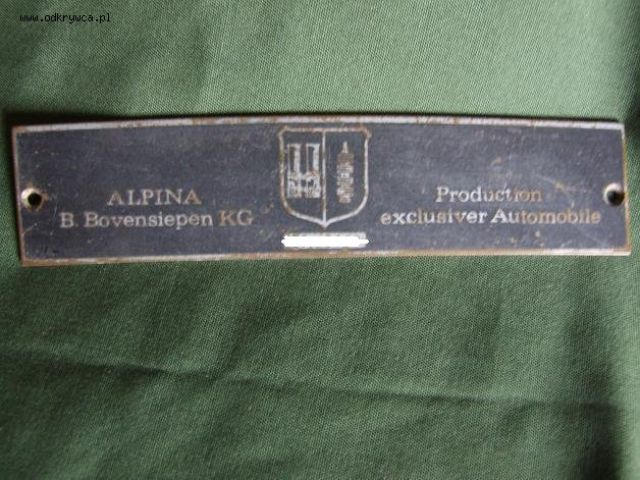 www.odkrywca.pl
ALPINA
B. Bovensiepen KG
Production
exclusiver Automobile